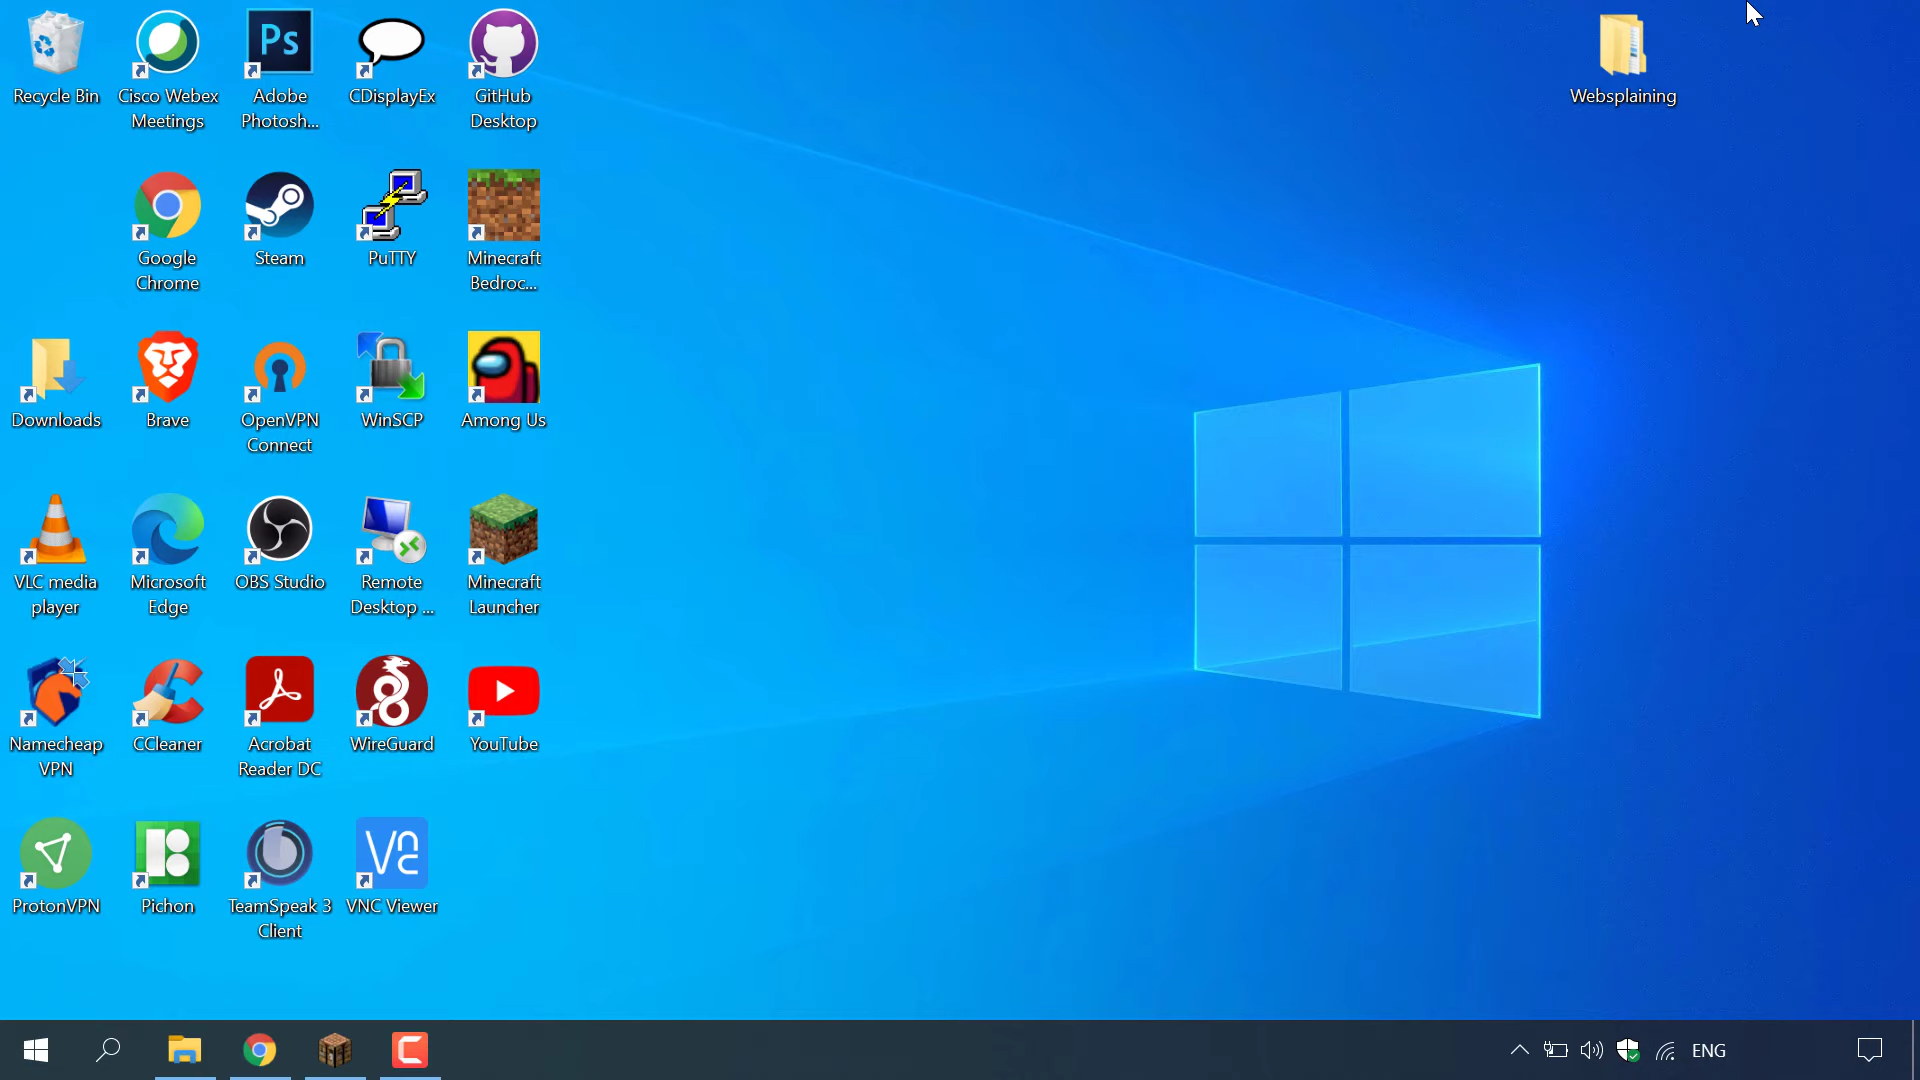 Recycle Bin
Cisco Webex
Meetings
Ps
Adobe
Photosh...
CDisplayEx
GitHub
Desktop
Websplaining
Google
Chrome
Steam
PuTTY
Minecraft
Bedroc...
Downloads
Brave
OpenVPN
Connect
WinSCP
Among Us
VLC media
player
Microsoft
Edge
OBS Studio
Remote
Desktop ...
Minecraft
Launcher
Namecheap
VPN
CCleaner
Acrobat
Reader DC
WireGuard
YouTube
ProtonVPN
Pichon
TeamSpeak 3
Client
VNC Viewer
ENG